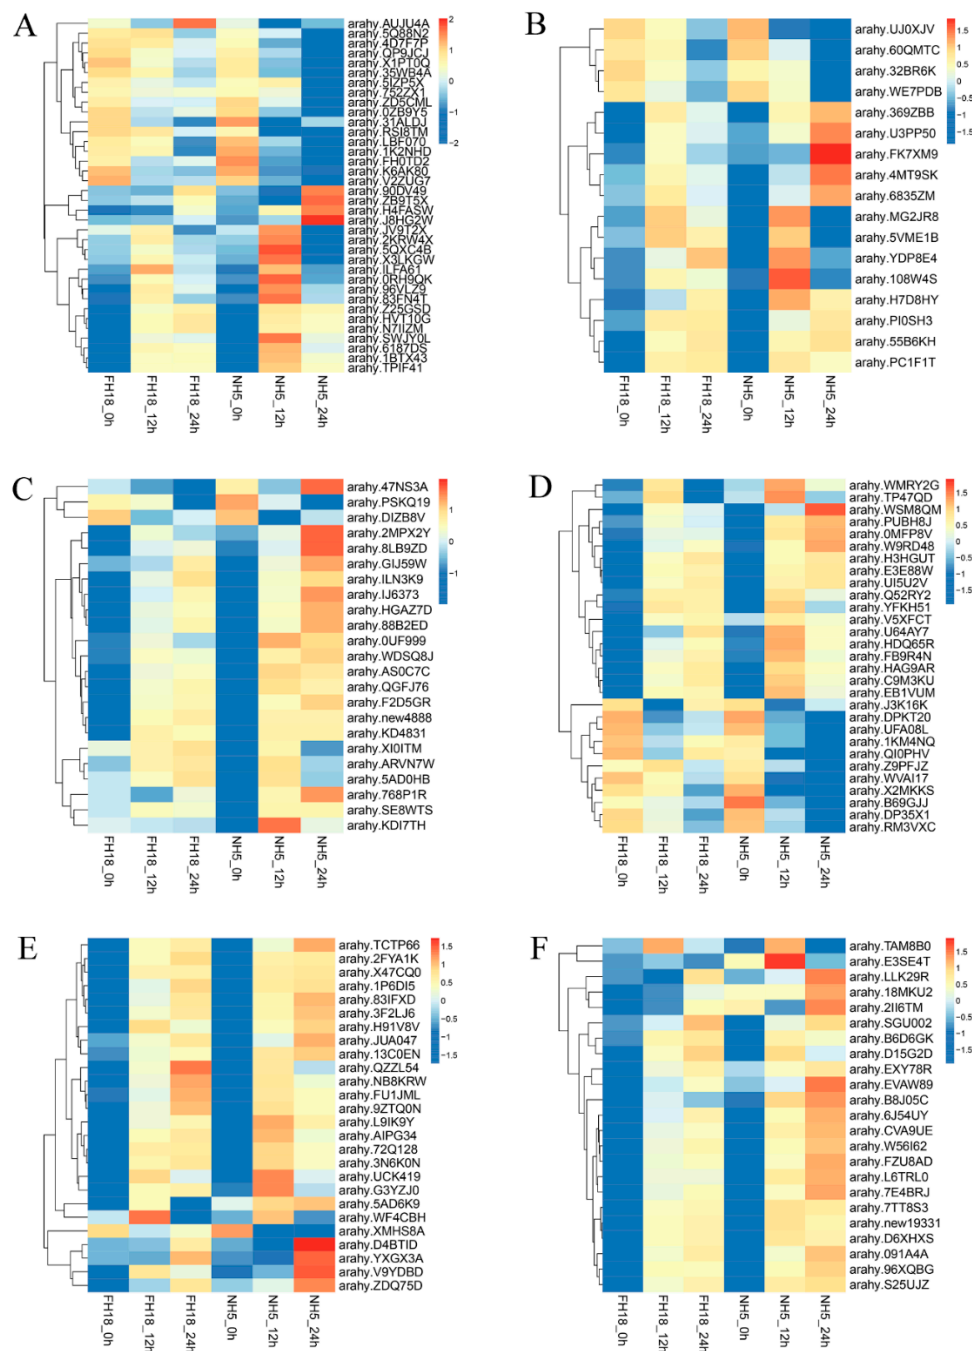 A
arahy.AUJU4A
arahy.5Q88N2
arahy.4D7F7P
arahy.QP9JCJ
arahy.X1PT0Q
arahy.35WB4A
arahy.5IZP5X
arahy.752ZX1
arahy.ZD5CML
arahy.0ZB9Y5
arahy.31ALDJ
arahy.RSI8TM
arahy.LBF070
arahy.1K2NHD
arahy.FH0TD2
arahy.K6AK80
arahy.V2ZUG7
arahy.90DV49
arahy.ZB9T5X
arahy.H4FASW
arahy.J8HG2W
arahy.JV9T2X
arahy.2KRW4X
arahy.5QXC4B
arahy.X3LKGW
arahy.ILFA61
arahy.0RH9QK
arahy.96VLZ9
arahy.83FN4T
arahy.Z25GSD
arahy.HVT10G
arahy.N7IIZM
arahy.SWJY0L
arahy.6187DS
arahy.1BTX43
arahy.TPIF41
2
1
0
−1
−2
FH18_0h
FH18_12h
FH18_24h
NH5_0h
NH5_12h
NH5_24h
B
arahy.UJ0XJV
arahy.60QMTC
arahy.32BR6K
arahy.WE7PDB
arahy.369ZBB
arahy.U3PP50
arahy.FK7XM9
arahy.4MT9SK
arahy.6835ZM
arahy.MG2JR8
arahy.5VME1B
arahy.YDP8E4
arahy.108W4S
arahy.H7D8HY
arahy.PI0SH3
arahy.55B6KH
arahy.PC1F1T
1.5
1
0.5
0
−0.5
−1
−1.5
FH18_0h
FH18_12h
FH18_24h
NH5_0h
NH5_12h
NH5_24h
C
arahy.47NS3A
arahy.PSKQ19
arahy.DIZB8V
arahy.2MPX2Y
arahy.8LB9ZD
arahy.GIJ59W
arahy.ILN3K9
arahy.IJ6373
arahy.HGAZ7D
arahy.88B2ED
arahy.0UF999
arahy.WDSQ8J
arahy.AS0C7C
arahy.QGFJ76
arahy.F2D5GR
arahy.new4888
arahy.KD4831
arahy.XI0ITM
arahy.ARVN7W
arahy.5AD0HB
arahy.768P1R
arahy.SE8WTS
arahy.KDI7TH
1
0
−1
FH18_0h
FH18_12h
FH18_24h
NH5_0h
NH5_12h
NH5_24h
D
arahy.WMRY2G
arahy.TP47QD
arahy.WSM8QM
arahy.PUBH8J
arahy.0MFP8V
arahy.W9RD48
arahy.H3HGUT
arahy.E3E88W
arahy.UI5U2V
arahy.Q52RY2
arahy.YFKH51
arahy.V5XFCT
arahy.U64AY7
arahy.HDQ65R
arahy.FB9R4N
arahy.HAG9AR
arahy.C9M3KU
arahy.EB1VUM
arahy.J3K16K
arahy.DPKT20
arahy.UFA08L
arahy.1KM4NQ
arahy.QI0PHV
arahy.Z9PFJZ
arahy.WVAI17
arahy.X2MKKS
arahy.B69GJJ
arahy.DP35X1
arahy.RM3VXC
1.5
1
0.5
0
−0.5
−1
−1.5
FH18_0h
FH18_12h
FH18_24h
NH5_0h
NH5_12h
NH5_24h
E
arahy.TCTP66
arahy.2FYA1K
arahy.X47CQ0
arahy.1P6DI5
arahy.83IFXD
arahy.3F2LJ6
arahy.H91V8V
arahy.JUA047
arahy.13C0EN
arahy.QZZL54
arahy.NB8KRW
arahy.FU1JML
arahy.9ZTQ0N
arahy.L9IK9Y
arahy.AIPG34
arahy.72Q128
arahy.3N6K0N
arahy.UCK419
arahy.G3YZJ0
arahy.5AD6K9
arahy.WF4CBH
arahy.XMHS8A
arahy.D4BTID
arahy.YXGX3A
arahy.V9YDBD
arahy.ZDQ75D
1.5
1
0.5
0
−0.5
−1
−1.5
FH18_0h
FH18_12h
FH18_24h
NH5_0h
NH5_12h
NH5_24h
F
arahy.TAM8B0
arahy.E3SE4T
arahy.LLK29R
arahy.18MKU2
arahy.2II6TM
arahy.SGU002
arahy.B6D6GK
arahy.D15G2D
arahy.EXY78R
arahy.EVAW89
arahy.B8J05C
arahy.6J54UY
arahy.CVA9UE
arahy.W56I62
arahy.FZU8AD
arahy.L6TRL0
arahy.7E4BRJ
arahy.7TT8S3
arahy.new19331
arahy.D6XHXS
arahy.091A4A
arahy.96XQBG
arahy.S25UJZ
1.5
1
0.5
0
−0.5
−1
−1.5
FH18_0h
FH18_12h
FH18_24h
NH5_0h
NH5_12h
NH5_24h